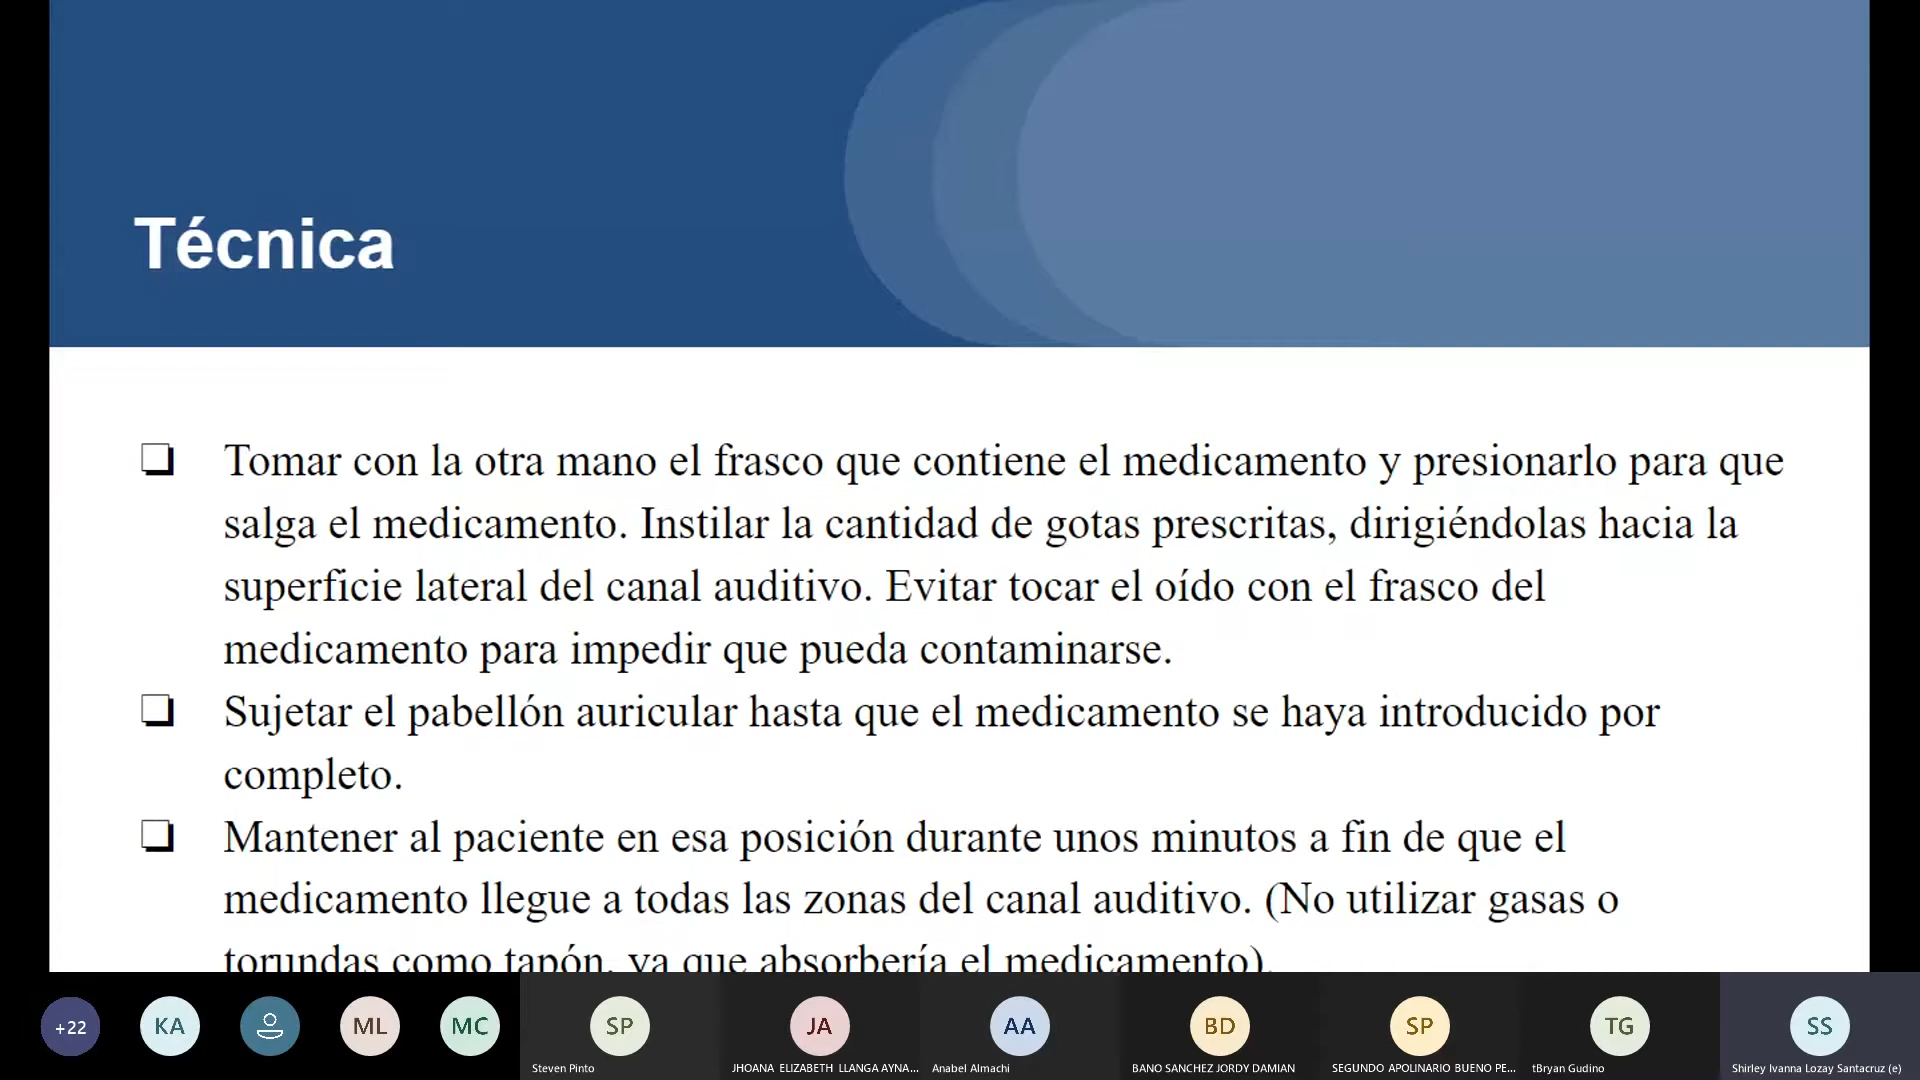 Técnica
Tomar con la otra mano el frasco que contiene el medicamento y presionarlo para que
salga el medicamento. Instilar la cantidad de gotas prescritas, dirigiéndolas hacia la
superficie lateral del canal auditivo. Evitar tocar el oído con el frasco del
medicamento para impedir que pueda contaminarse.
Sujetar el pabellón auricular hasta que el medicamento se haya introducido por
completo.
Mantener al paciente en esa posición durante unos minutos a fin de que el
medicamento llegue a todas las zonas del canal auditivo. (No utilizar gasas o
torundas como tapón, ya que absorbería el medicamento).
+22 KA ML MC SP JA AA BD SP TG SS
Steven Pinto JHOANA ELIZABETH LLANGA AYNA... Anabel Almachi BANO SANCHEZ JORDY DAMIAN SEGUNDO APOLINARIO BUENO PE... tBryan Gudino Shirley Ivanna Lozay Santacruz (e)